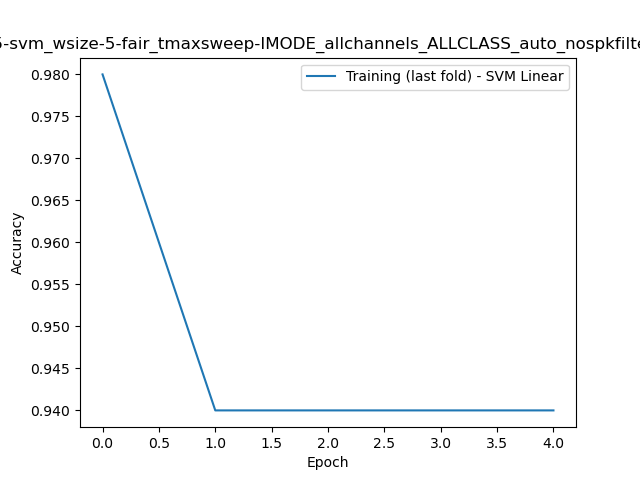 5-svm_wsize-5-fair_tmaxsweep-IMODE_allchannels_ALLCLASS_auto_nospkfilte
Training (last fold) - SVM Linear
0.980
0.975
0.970
0.965
0.960
0.955
0.950
0.945
0.940
Accuracy
0.0 0.5 1.0 1.5 2.0 2.5 3.0 3.5 4.0
Epoch